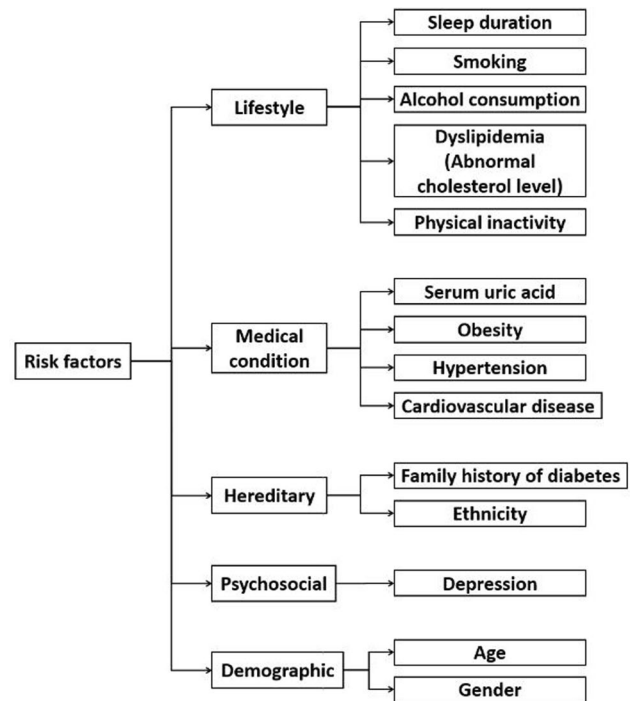 Risk factors
Lifestyle
Sleep duration
Smoking
Alcohol consumption
Dyslipidemia
(Abnormal
cholesterol level)
Physical inactivity
Medical
condition
Serum uric acid
Obesity
Hypertension
Cardiovascular disease
Hereditary
Family history of diabetes
Ethnicity
Psychosocial
Depression
Demographic
Age
Gender